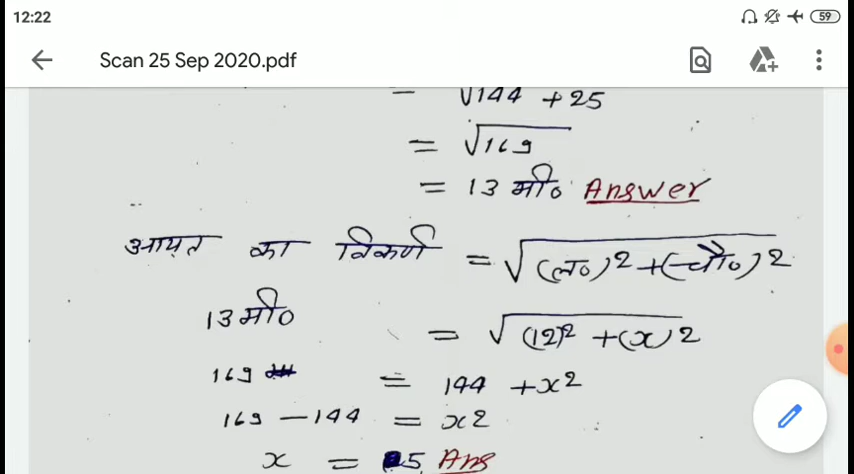 12:22 59
Scan 25 Sep 2020.pdf
= √144 + 25
= √169
= 13 मी० Answer
आयत का विकर्ण = √(ल०)2 + (चौ०)2
13 मी० = √(12)2 + (x)2
169 = 144 + x2
169 - 144 = x2
x = 5 Ans